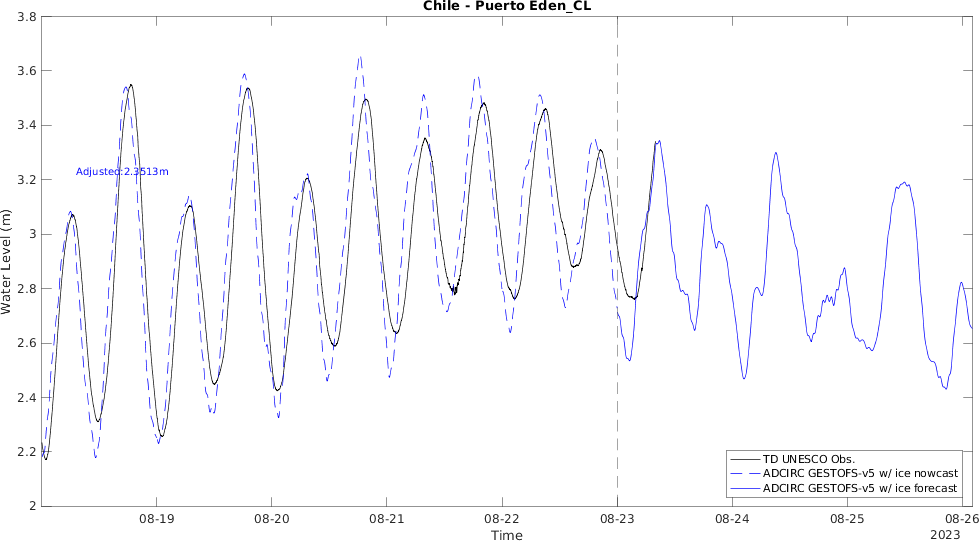 Chile - Puerto Eden_CL
3.8
3.6
3.4
3.2
3
2.8
2.6
2.4
2.2
2
Water Level (m)
Adjusted:2.3513m
TD UNESCO Obs.
ADCIRC GESTOFS-v5 w/ ice nowcast
ADCIRC GESTOFS-v5 w/ ice forecast
08-19 08-20 08-21 08-22 08-23 08-24 08-25 08-26
Time
2023